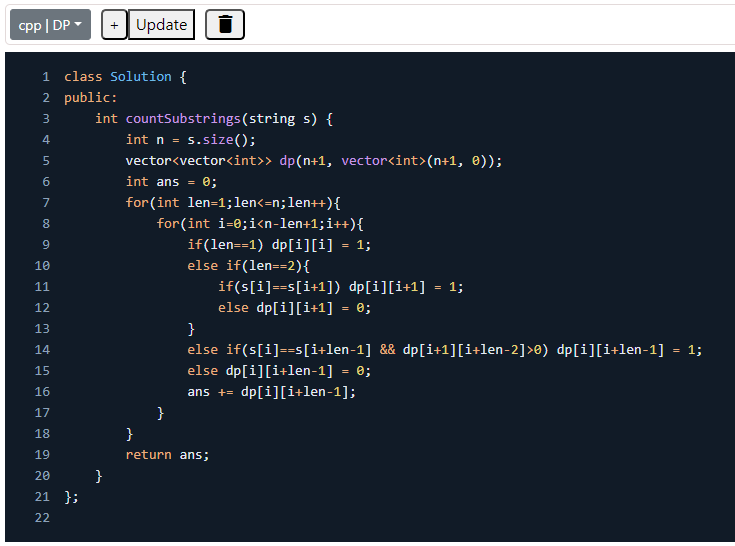 cpp | DP + Update
1 class Solution {
2 public:
3     int countSubstrings(string s) {
4         int n = s.size();
5         vector<vector<int>> dp(n+1, vector<int>(n+1, 0));
6         int ans = 0;
7         for(int len=1;len<=n;len++){
8             for(int i=0;i<n-len+1;i++){
9                 if(len==1) dp[i][i] = 1;
10                 else if(len==2){
11                     if(s[i]==s[i+1]) dp[i][i+1] = 1;
12                     else dp[i][i+1] = 0;
13                 }
14                 else if(s[i]==s[i+len-1] && dp[i+1][i+len-2]>0) dp[i][i+len-1] = 1;
15                 else dp[i][i+len-1] = 0;
16                 ans += dp[i][i+len-1];
17             }
18         }
19         return ans;
20     }
21 };
22